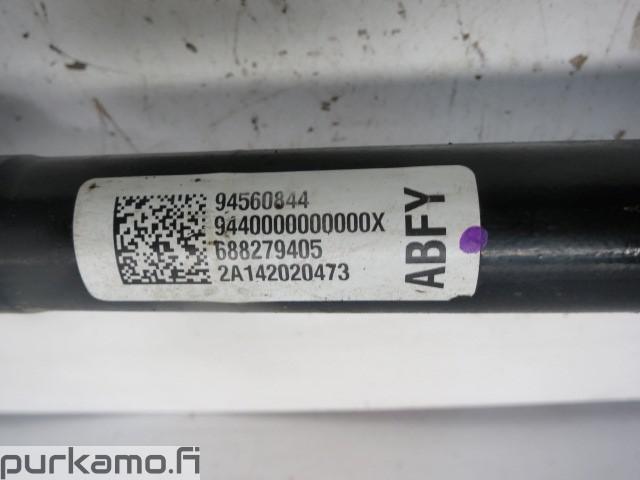 94560844
9440000000000X
688279405
2A142020473
ABFY
purkamo.fi